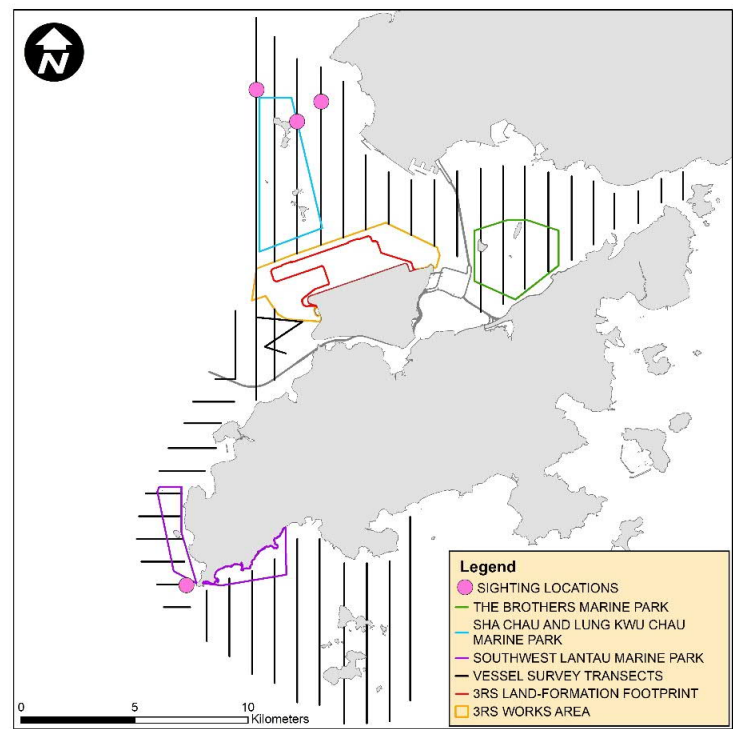 N
Legend
SIGHTING LOCATIONS
THE BROTHERS MARINE PARK
SHA CHAU AND LUNG KWU CHAU
MARINE PARK
SOUTHWEST LANTAU MARINE PARK
VESSEL SURVEY TRANSECTS
3RS LAND-FORMATION FOOTPRINT
3RS WORKS AREA
0 5 10
Kilometers